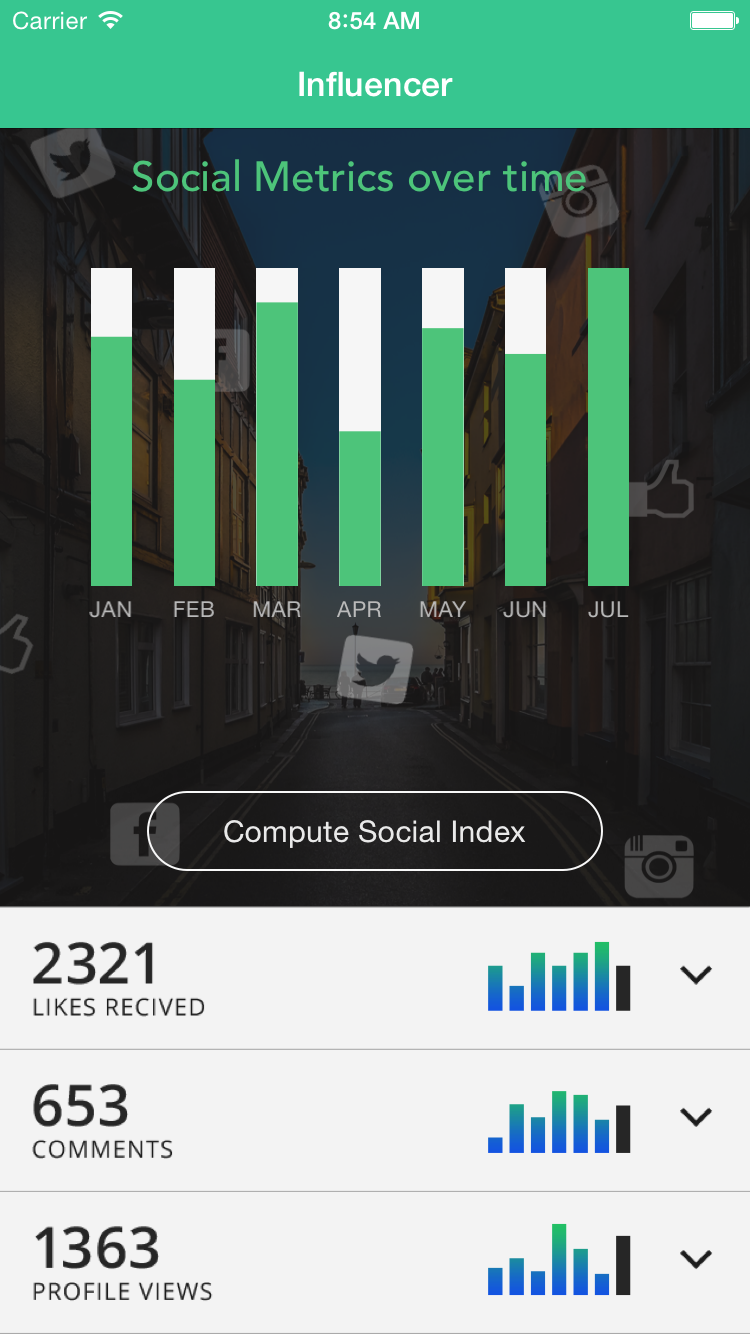 Carrier 8:54 AM
Influencer
Social Metrics over time
JAN FEB MAR APR MAY JUN JUL
Compute Social Index
2321
LIKES RECIVED
653
COMMENTS
1363
PROFILE VIEWS